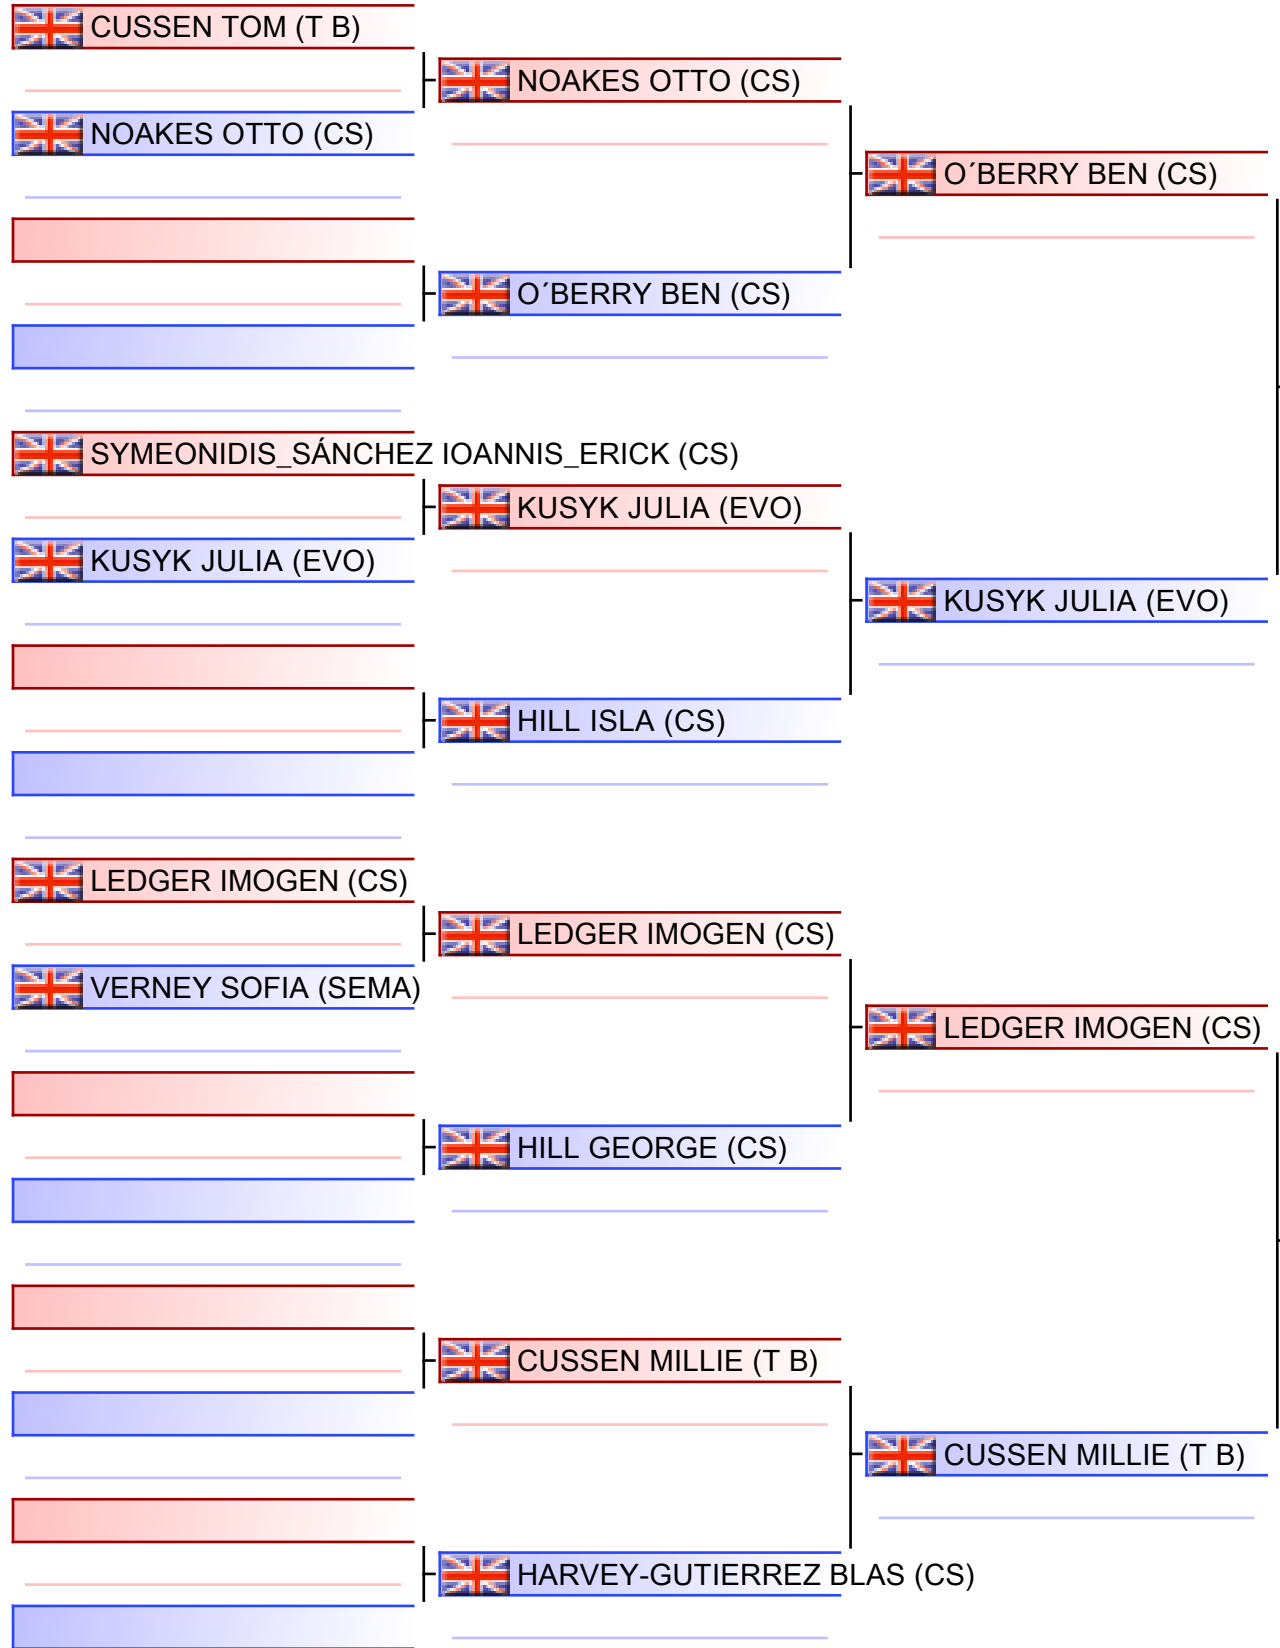 CUSSEN TOM (T B)
NOAKES OTTO (CS)
NOAKES OTTO (CS)
O´BERRY BEN (CS)
O´BERRY BEN (CS)
SYMEONIDIS_SÁNCHEZ IOANNIS_ERICK (CS)
KUSYK JULIA (EVO)
KUSYK JULIA (EVO)
KUSYK JULIA (EVO)
HILL ISLA (CS)
LEDGER IMOGEN (CS)
LEDGER IMOGEN (CS)
VERNEY SOFIA (SEMA)
LEDGER IMOGEN (CS)
HILL GEORGE (CS)
CUSSEN MILLIE (T B)
CUSSEN MILLIE (T B)
HARVEY-GUTIERREZ BLAS (CS)